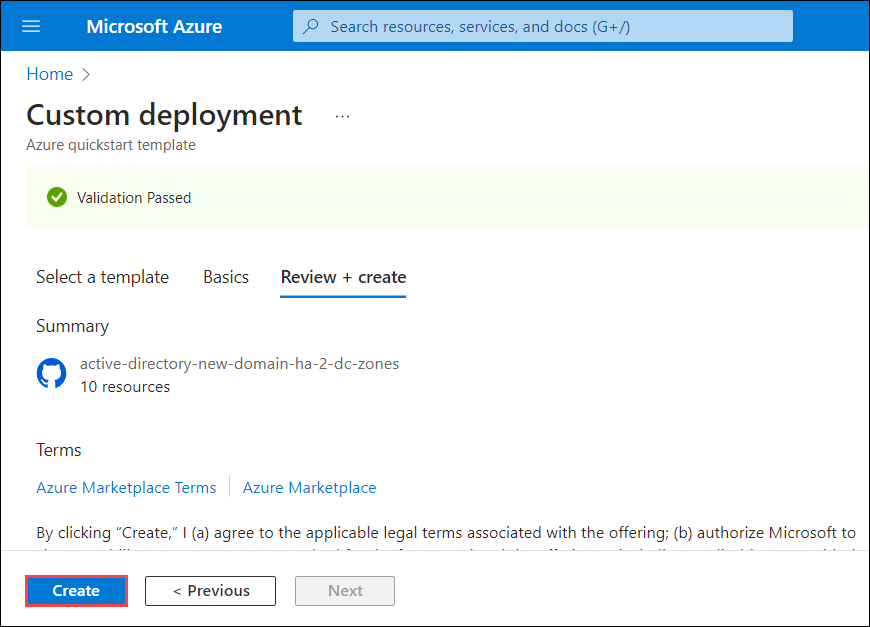 Microsoft Azure
Search resources, services, and docs (G+/)
Home
Custom deployment ...
Azure quickstart template
Validation Passed
Select a template Basics Review + create
Summary
active-directory-new-domain-ha-2-dc-zones
10 resources
Terms
Azure Marketplace Terms Azure Marketplace
By clicking “Create,” I (a) agree to the applicable legal terms associated with the offering; (b) authorize Microsoft to
Create < Previous Next